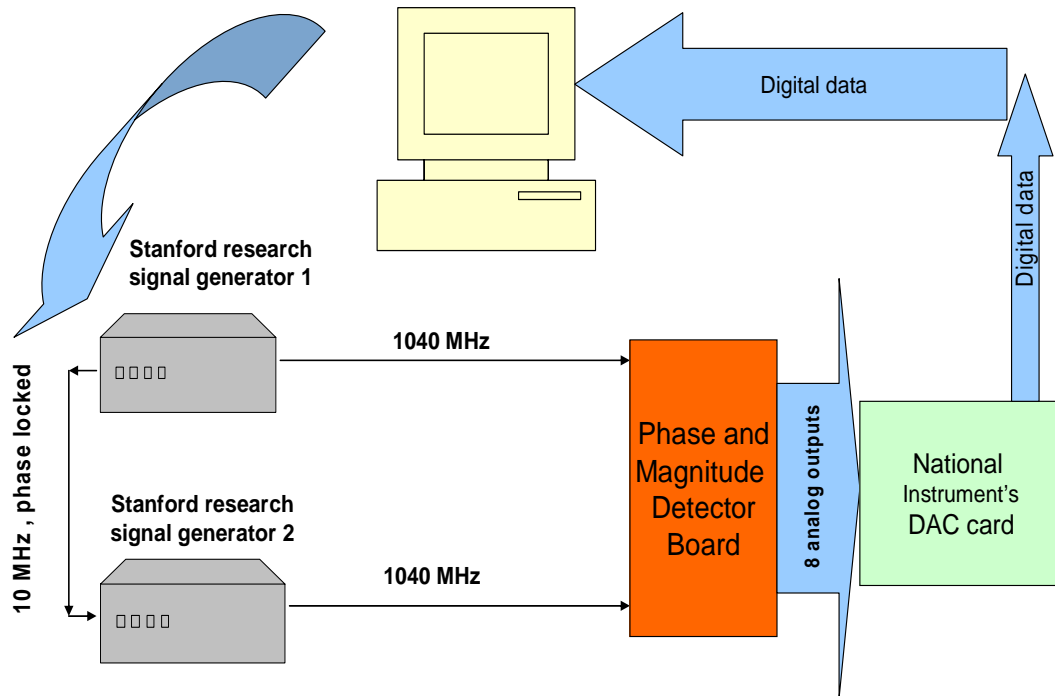 Digital data
Digital data
Stanford research
signal generator 1
1040 MHz
10 MHz , phase locked
Phase and
Magnitude
Detector
Board
8 analog outputs
National
Instrument's
DAC card
Stanford research
signal generator 2
1040 MHz